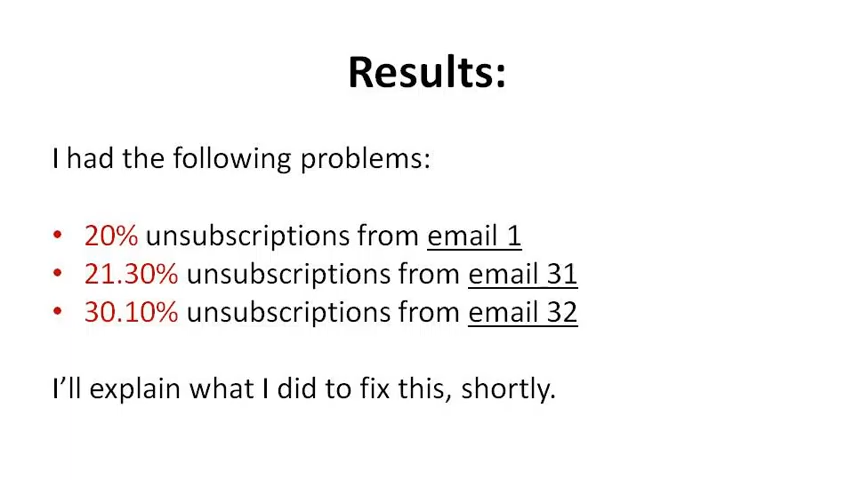 Results:
I had the following problems:
• 20% unsubscriptions from email 1
• 21.30% unsubscriptions from email 31
• 30.10% unsubscriptions from email 32
I’ll explain what I did to fix this, shortly.